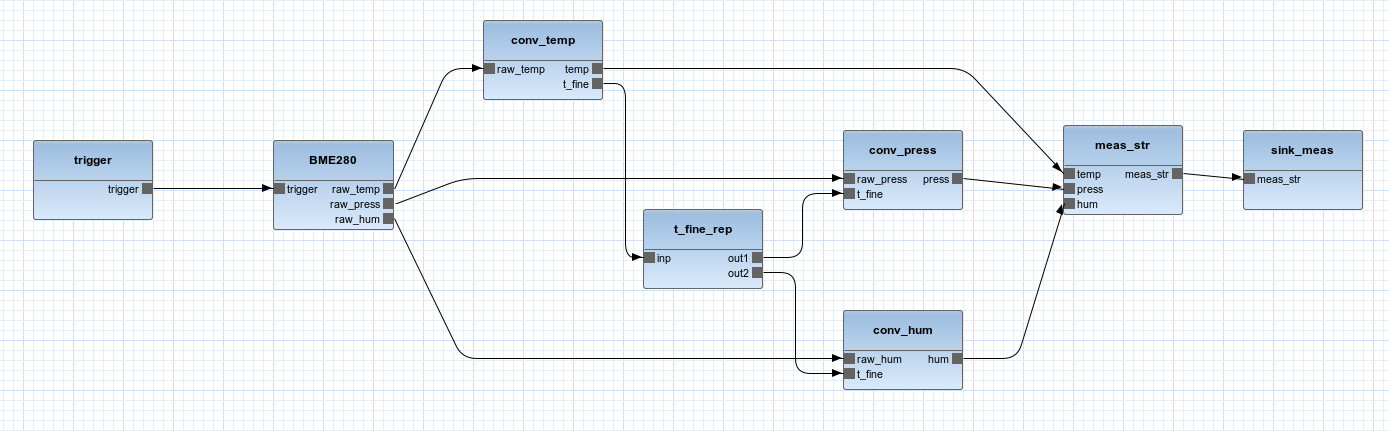 conv_temp
raw_temp temp
t_fine
trigger
trigger
BME280
trigger raw_temp
raw_press
raw_hum
conv_press
raw_press press
t_fine
t_fine_rep
inp out1
out2
conv_hum
raw_hum hum
t_fine
meas_str
temp meas_str
press
hum
sink_meas
meas_str